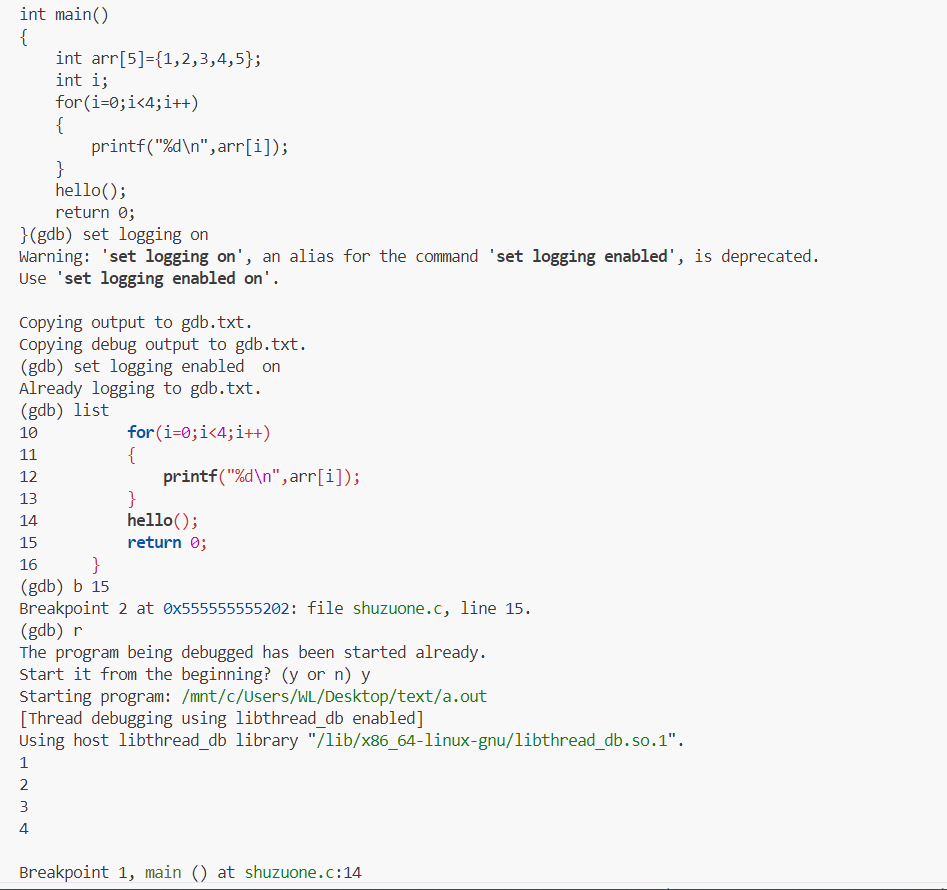 int main()
{
    int arr[5]={1,2,3,4,5};
    int i;
    for(i=0;i<4;i++)
    {
        printf("%d\n",arr[i]);
    }
    hello();
    return 0;
}(gdb) set logging on
Warning: 'set logging on', an alias for the command 'set logging enabled', is deprecated.
Use 'set logging enabled on'.

Copying output to gdb.txt.
Copying debug output to gdb.txt.
(gdb) set logging enabled  on
Already logging to gdb.txt.
(gdb) list
10          for(i=0;i<4;i++)
11          {
12              printf("%d\n",arr[i]);
13          }
14          hello();
15          return 0;
16      }
(gdb) b 15
Breakpoint 2 at 0x555555555202: file shuzuone.c, line 15.
(gdb) r
The program being debugged has been started already.
Start it from the beginning? (y or n) y
Starting program: /mnt/c/Users/WL/Desktop/text/a.out
[Thread debugging using libthread_db enabled]
Using host libthread_db library "/lib/x86_64-linux-gnu/libthread_db.so.1".
1
2
3
4

Breakpoint 1, main () at shuzuone.c:14